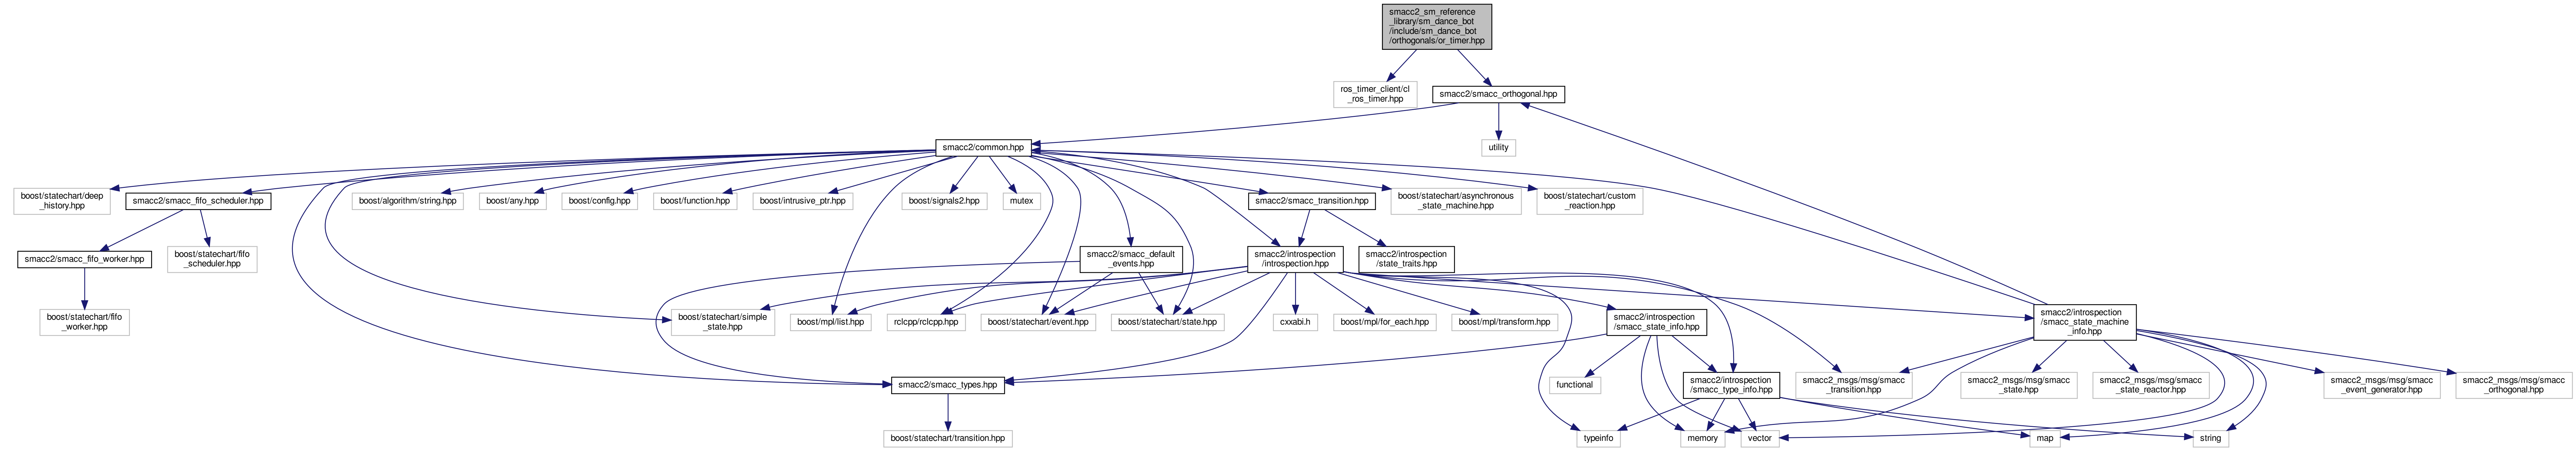 smacc2_sm_reference
_library/sm_dance_bot
/include/sm_dance_bot
/orthogonals/or_timer.hpp
ros_timer_client/cl
_ros_timer.hpp
smacc2/smacc_orthogonal.hpp
smacc2/common.hpp
utility
boost/statechart/deep
_history.hpp
smacc2/smacc_fifo_scheduler.hpp
boost/algorithm/string.hpp
boost/any.hpp
boost/config.hpp
boost/function.hpp
boost/intrusive_ptr.hpp
boost/signals2.hpp
mutex
smacc2/smacc_transition.hpp
boost/statechart/asynchronous
_state_machine.hpp
boost/statechart/custom
_reaction.hpp
smacc2/smacc_fifo_worker.hpp
boost/statechart/fifo
_scheduler.hpp
smacc2/smacc_default
_events.hpp
smacc2/introspection
/introspection.hpp
smacc2/introspection
/state_traits.hpp
boost/statechart/fifo
_worker.hpp
boost/statechart/simple
_state.hpp
boost/mpl/list.hpp
rclcpp/rclcpp.hpp
boost/statechart/event.hpp
boost/statechart/state.hpp
cxxabi.h
boost/mpl/for_each.hpp
boost/mpl/transform.hpp
smacc2/introspection
/smacc_state_info.hpp
smacc2/introspection
/smacc_state_machine
_info.hpp
smacc2/smacc_types.hpp
functional
smacc2/introspection
/smacc_type_info.hpp
smacc2_msgs/msg/smacc
_transition.hpp
smacc2_msgs/msg/smacc
_state.hpp
smacc2_msgs/msg/smacc
_state_reactor.hpp
smacc2_msgs/msg/smacc
_event_generator.hpp
smacc2_msgs/msg/smacc
_orthogonal.hpp
boost/statechart/transition.hpp
typeinfo
memory
vector
map
string